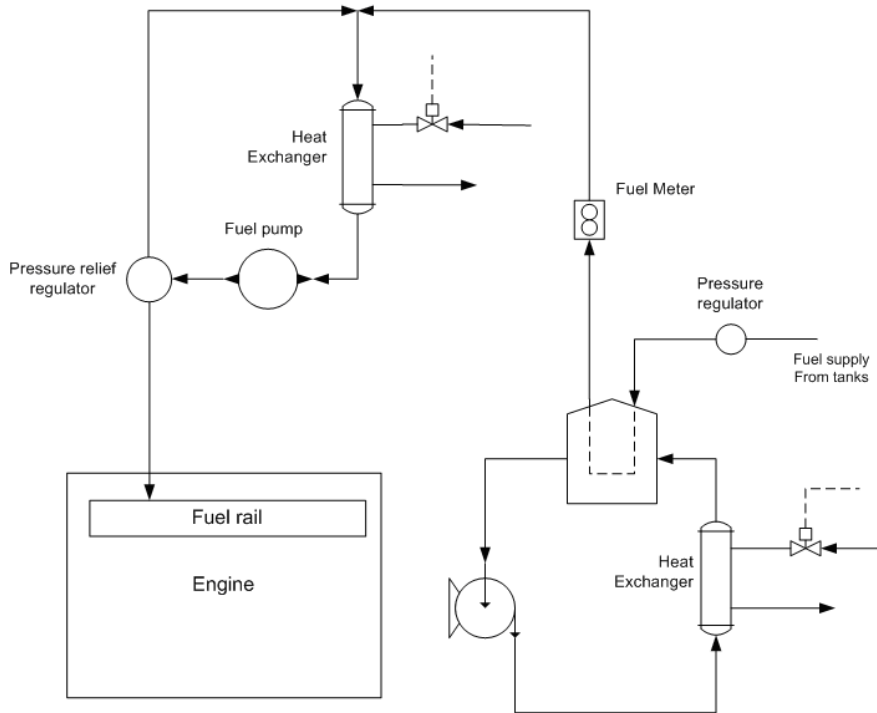 Heat
Exchanger
Fuel Meter
Fuel pump
Pressure relief
regulator
Pressure
regulator
Fuel supply
From tanks
Fuel rail
Engine
Heat
Exchanger